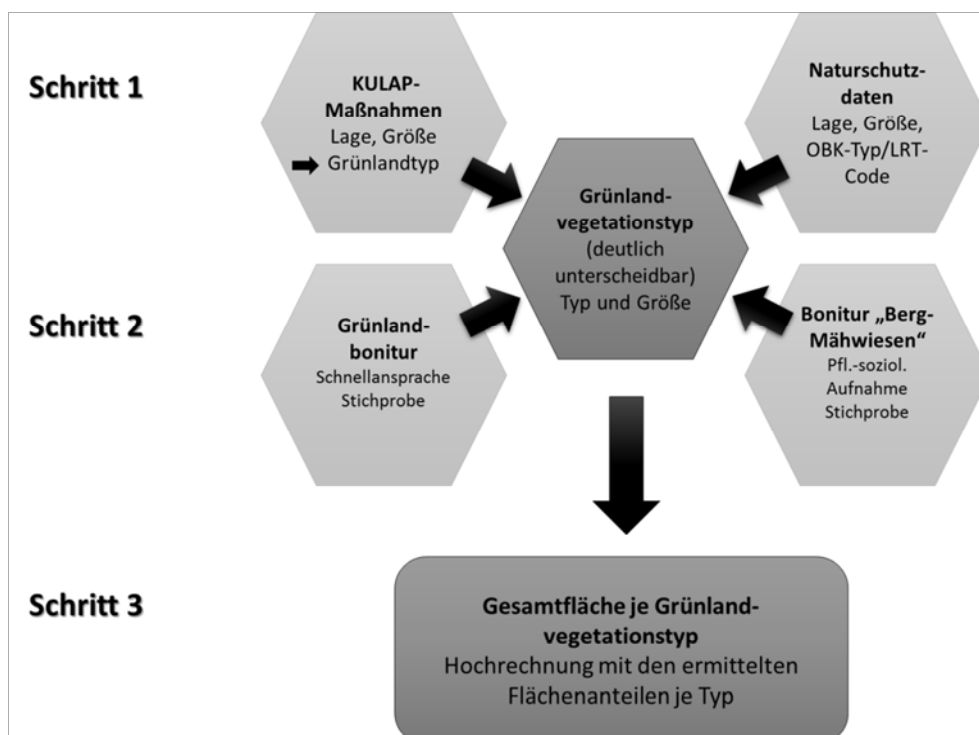 Schritt 1
KULAP-
Maßnahmen
Lage, Größe
Grünlandtyp
Naturschutz-
daten
Lage, Größe,
OBK-Typ/LRT-
Code
Grünland-
vegetationstyp
(deutlich
unterscheidbar)
Typ und Größe
Schritt 2
Grünland-
bonitur
Schnellansprache
Stichprobe
Bonitur „Berg-
Mähwiesen“
Pfl.-soziol.
Aufnahme
Stichprobe
Schritt 3
Gesamtfläche je Grünland-
vegetationstyp
Hochrechnung mit den ermittelten
Flächenanteilen je Typ